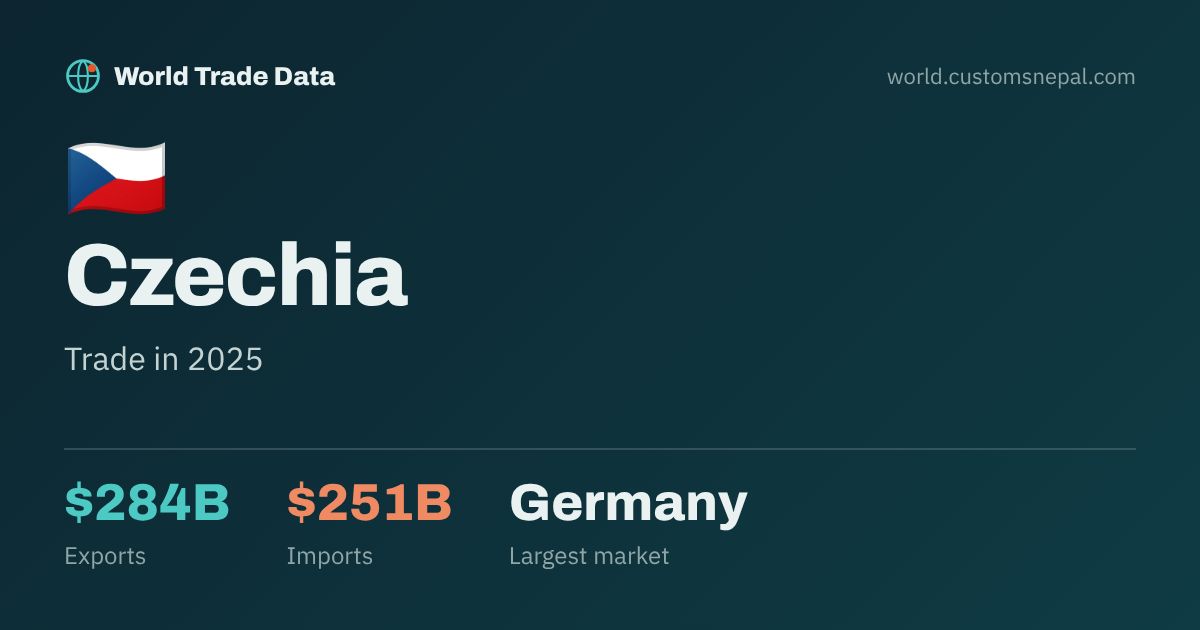 World Trade Data
world.customsnepal.com
Czechia
Trade in 2025
$284B
Exports
$251B
Imports
Germany
Largest market